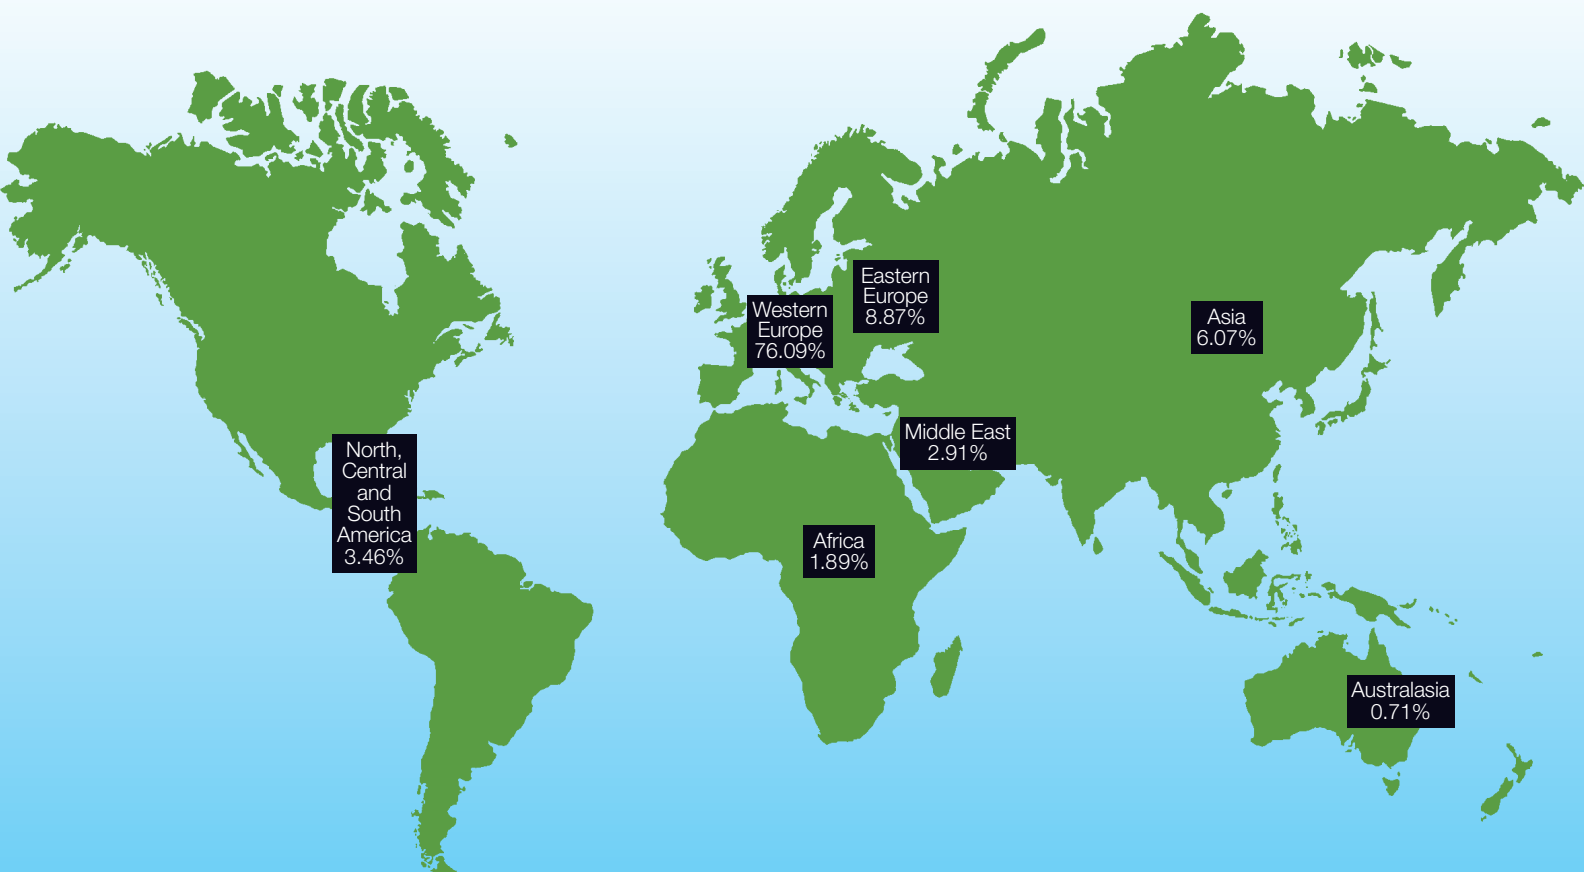 Eastern
Europe
8.87%
Western
Europe
76.09%
Asia
6.07%
Middle East
2.91%
North,
Central
and
South
America
3.46%
Africa
1.89%
Australasia
0.71%